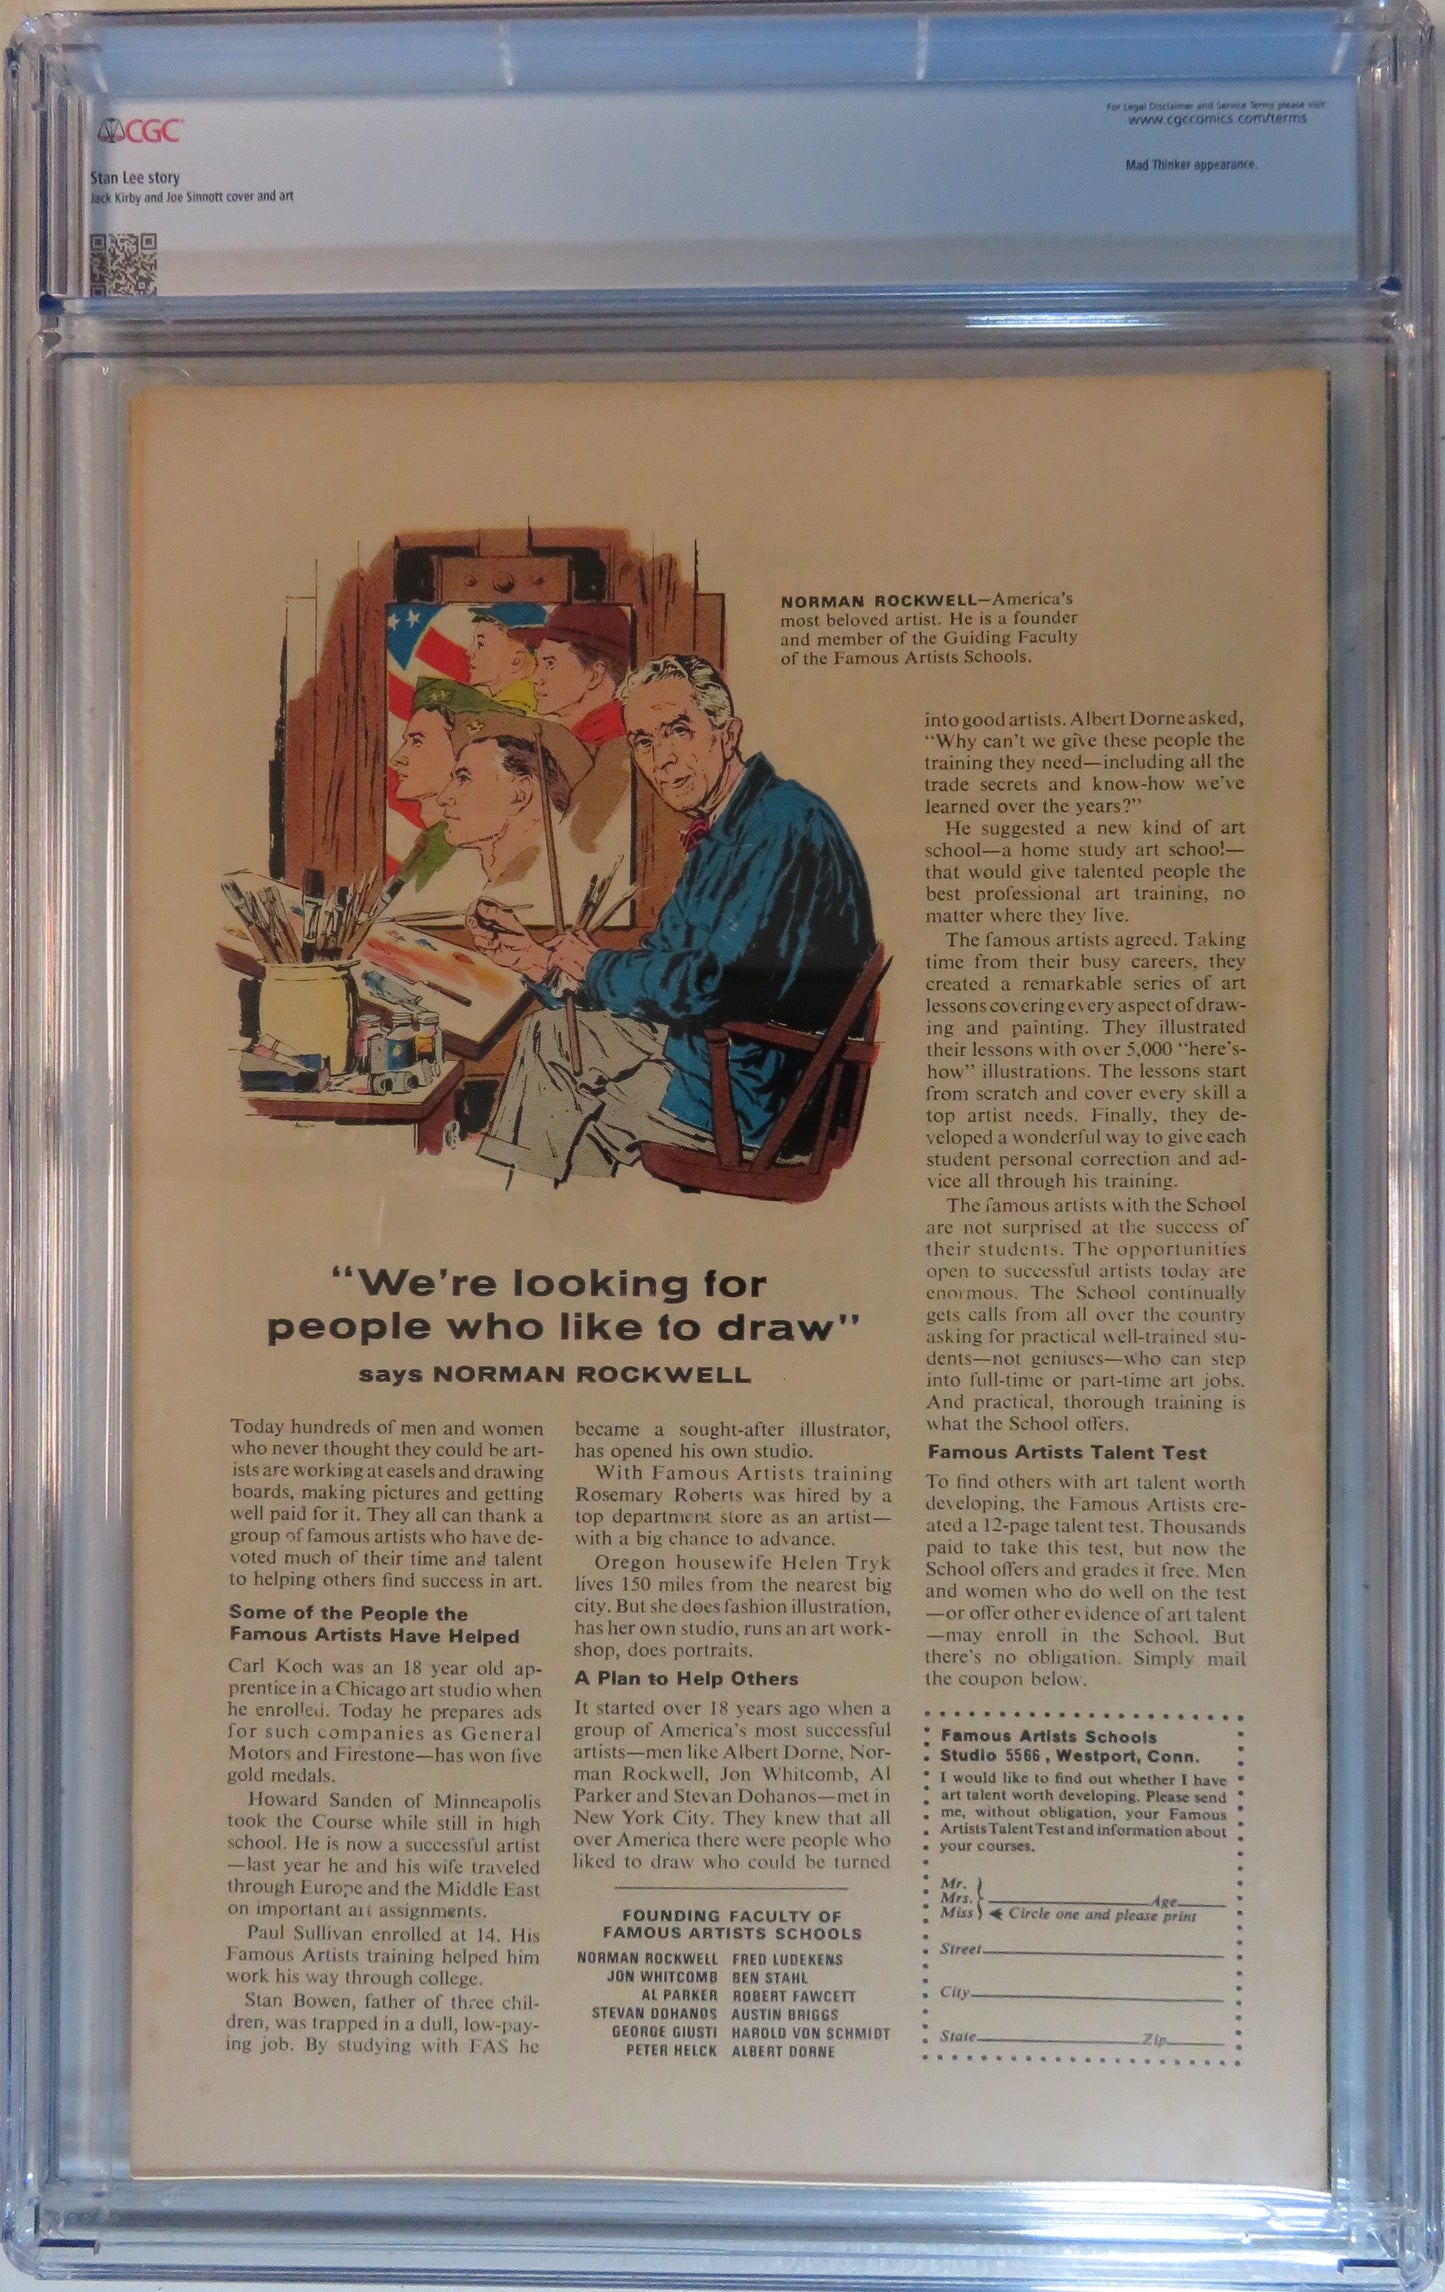 CGC
For Legal Disclaimer and Service Terms please visit:
www.cgccomics.com/terms
Stan Lee story
Jack Kirby and Joe Sinnott cover and art
Mad Thinker appearance.
NORMAN ROCKWELL—America's
most beloved artist. He is a founder
and member of the Guiding Faculty
of the Famous Artists Schools.
"We're looking for
people who like to draw"
says NORMAN ROCKWELL
Today hundreds of men and women
who never thought they could be art-
ists are working at easels and drawing
boards, making pictures and getting
well paid for it. They all can thank a
group of famous artists who have de-
voted much of their time and talent
to helping others find success in art.
Some of the People the
Famous Artists Have Helped
Carl Koch was an 18 year old ap-
prentice in a Chicago art studio when
he enrolled. Today he prepares ads
for such companies as General
Motors and Firestone—has won five
gold medals.
Howard Sanden of Minneapolis
took the Course while still in high
school. He is now a successful artist
—last year he and his wife traveled
through Europe and the Middle East
on important art assignments.
Paul Sullivan enrolled at 14. His
Famous Artists training helped him
work his way through college.
Stan Bowen, father of three chil-
dren, was trapped in a dull, low-pay-
ing job. By studying with FAS he
became a sought-after illustrator,
has opened his own studio.
With Famous Artists training
Rosemary Roberts was hired by a
top department store as an artist—
with a big chance to advance.
Oregon housewife Helen Tryk
lives 150 miles from the nearest big
city. But she does fashion illustration,
has her own studio, runs an art work-
shop, does portraits.
A Plan to Help Others
It started over 18 years ago when a
group of America's most successful
artists—men like Albert Dorne, Nor-
man Rockwell, Jon Whitcomb, Al
Parker and Stevan Dohanos—met in
New York City. They knew that all
over America there were people who
liked to draw who could be turned
FOUNDING FACULTY OF
FAMOUS ARTISTS SCHOOLS
NORMAN ROCKWELL FRED LUDEKENS
JON WHITCOMB BEN STAHL
AL PARKER ROBERT FAWCETT
STEVAN DOHANOS AUSTIN BRIGGS
GEORGE GIUSTI HAROLD VON SCHMIDT
PETER HELCK ALBERT DORNE
into good artists. Albert Dorne asked,
"Why can't we give these people the
training they need—including all the
trade secrets and know-how we've
learned over the years?"
He suggested a new kind of art
school—a home study art school—
that would give talented people the
best professional art training, no
matter where they live.
The famous artists agreed. Taking
time from their busy careers, they
created a remarkable series of art
lessons covering every aspect of draw-
ing and painting. They illustrated
their lessons with over 5,000 "here's-
how" illustrations. The lessons start
from scratch and cover every skill a
top artist needs. Finally, they de-
veloped a wonderful way to give each
student personal correction and ad-
vice all through his training.
The famous artists with the School
are not surprised at the success of
their students. The opportunities
open to successful artists today are
enormous. The School continually
gets calls from all over the country
asking for practical well-trained stu-
dents—not geniuses—who can step
into full-time or part-time art jobs.
And practical, thorough training is
what the School offers.
Famous Artists Talent Test
To find others with art talent worth
developing, the Famous Artists cre-
ated a 12-page talent test. Thousands
paid to take this test, but now the
School offers and grades it free. Men
and women who do well on the test
—or offer other evidence of art talent
—may enroll in the School. But
there's no obligation. Simply mail
the coupon below.
Famous Artists Schools
Studio 5566, Westport, Conn.
I would like to find out whether I have
art talent worth developing. Please send
me, without obligation, your Famous
Artists Talent Test and information about
your courses.
Mr.
Mrs. Age
Miss Circle one and please print
Street
City
State Zip